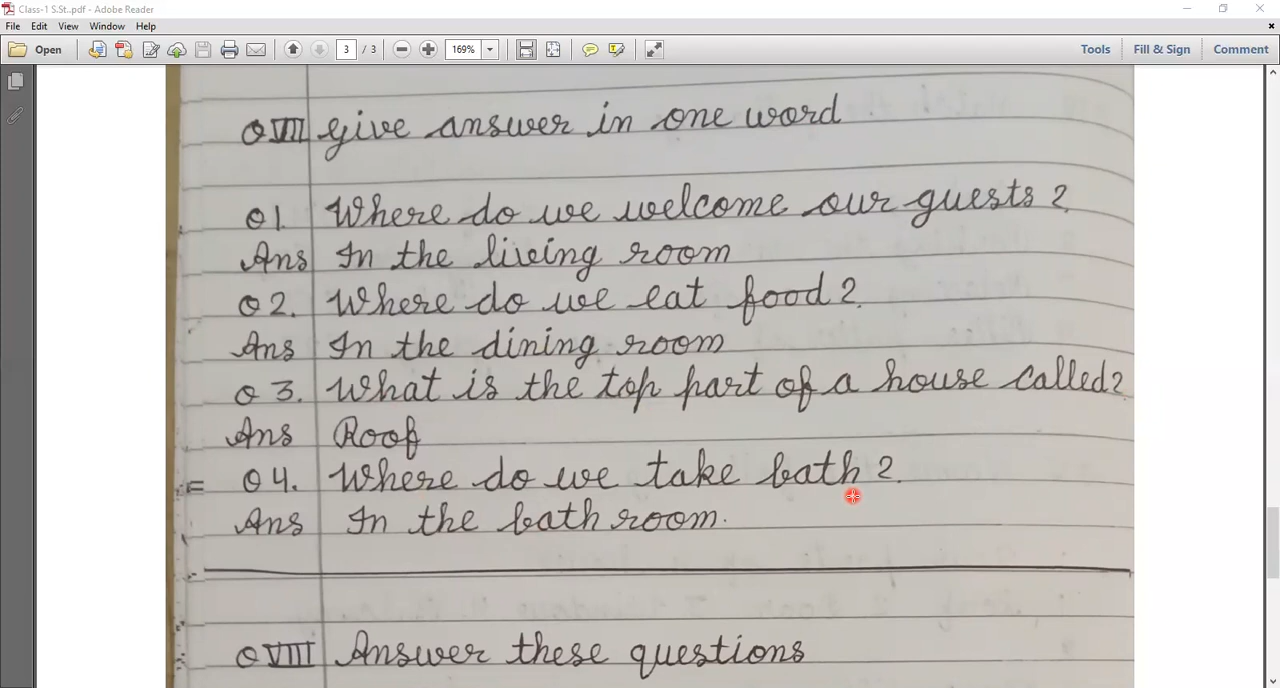 Class-1 S.St..pdf - Adobe Reader
File Edit View Window Help
Open 3 / 3 169% Tools Fill & Sign Comment
Q VII Give answer in one word
Q1. Where do we welcome our guests?
Ans In the living room
Q2. Where do we eat food?
Ans In the dining room
Q3. What is the top part of a house called?
Ans Roof
Q4. Where do we take bath?
Ans In the bath room.
Q VIII Answer these questions